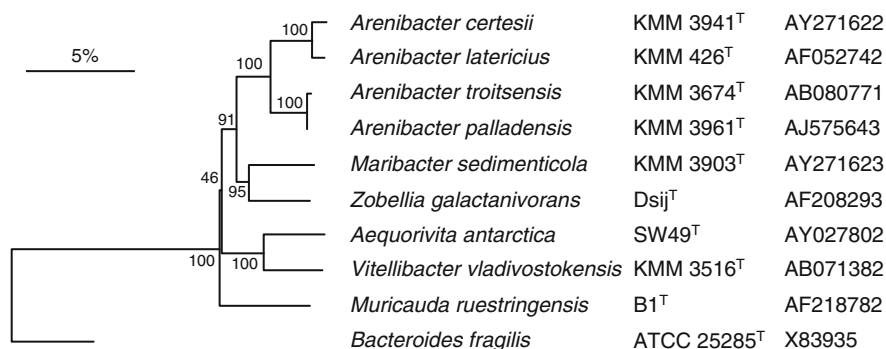 100 Arenibacter certesii KMM 3941ᵀ AY271622
5% 100 Arenibacter latericius KMM 426ᵀ AF052742
Arenibacter troitsensis KMM 3674ᵀ AB080771
91 100 Arenibacter palladensis KMM 3961ᵀ AJ575643
46 Maribacter sedimenticola KMM 3903ᵀ AY271623
95 Zobellia galactanivorans Dsijᵀ AF208293
Aequorivita antarctica SW49ᵀ AY027802
100 100 Vitellibacter vladivostokensis KMM 3516ᵀ AB071382
Muricauda ruestringensis B1ᵀ AF218782
Bacteroides fragilis ATCC 25285ᵀ X83935